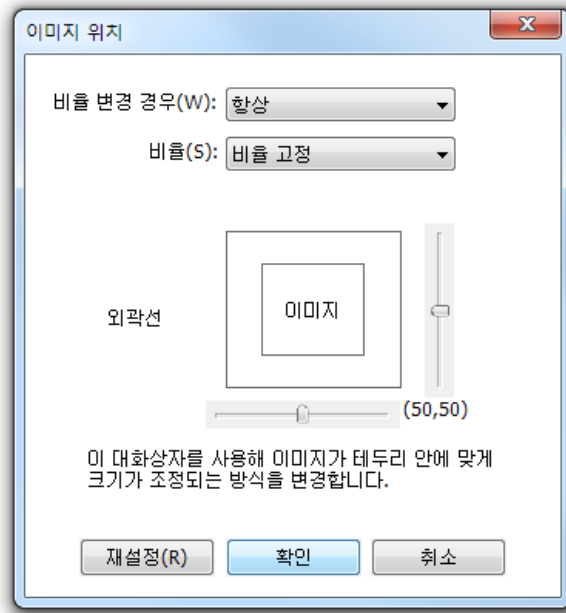 이미지 위치
비율 변경 경우(W): 항상
비율(S): 비율 고정
이미지
외곽선
(50,50)
이 대화상자를 사용해 이미지가 테두리 안에 맞게
크기가 조정되는 방식을 변경합니다.
재설정(R) 확인 취소